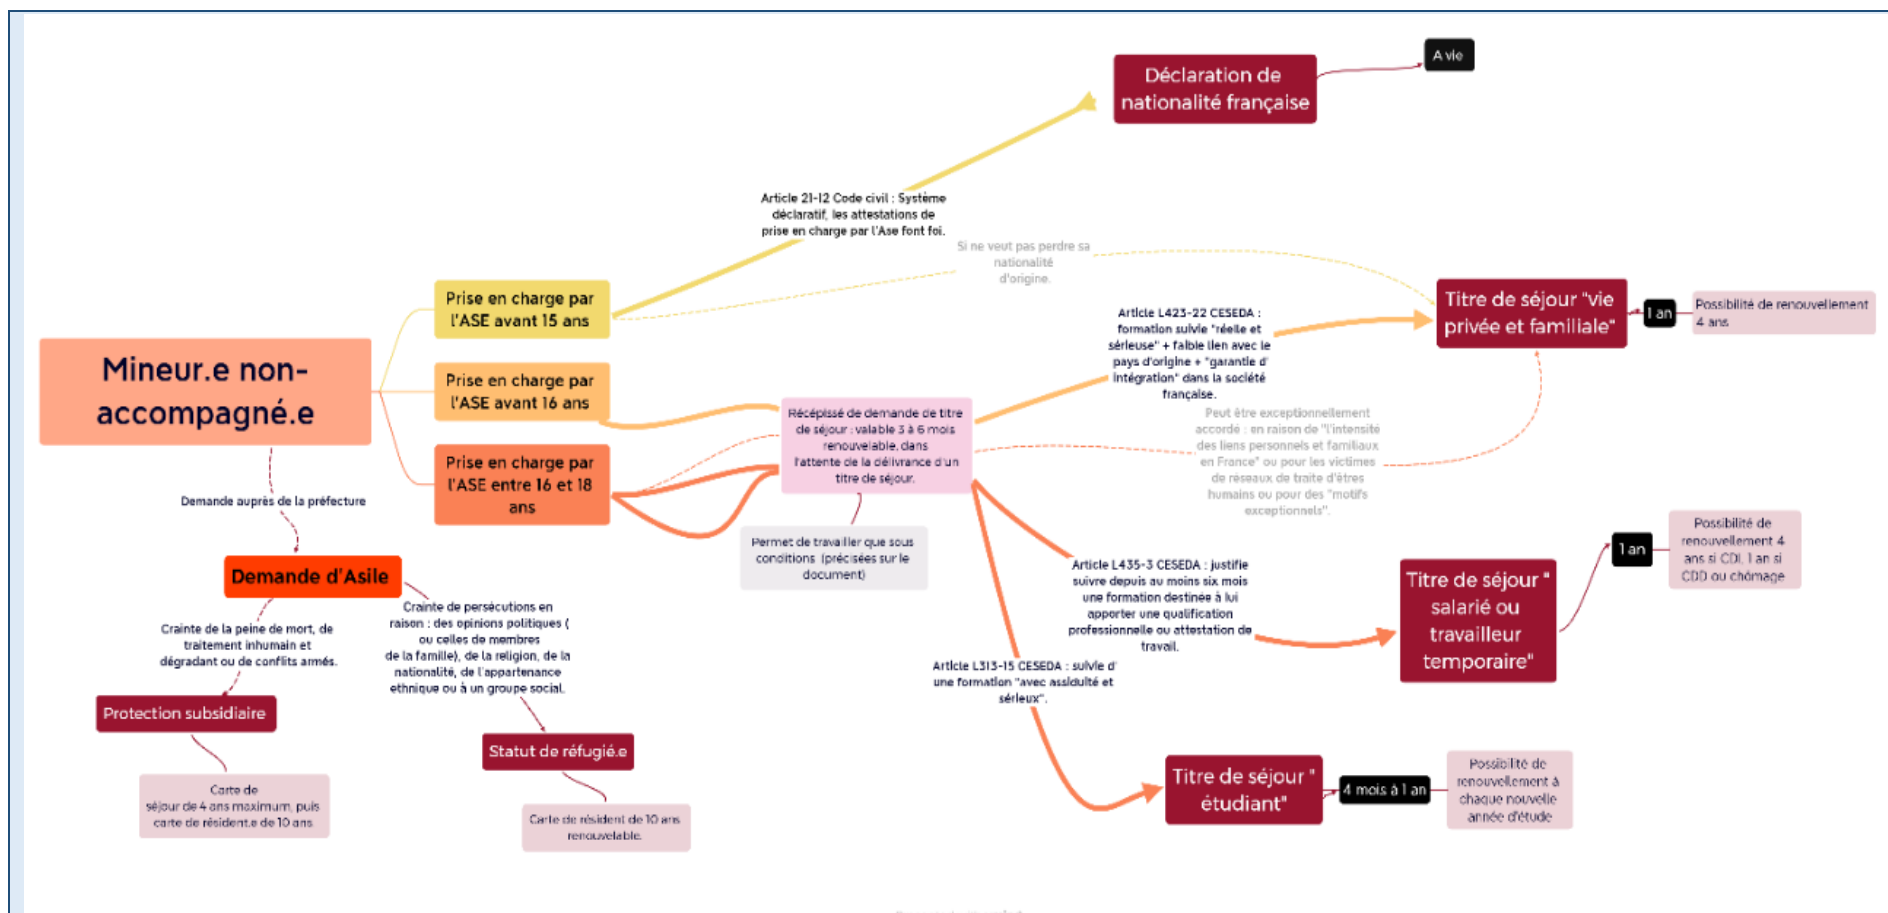 A vie
Déclaration de
nationalité française
Article 21-12 Code civil : Système
déclaratif, les attestations de
prise en charge par l'Ase font foi.
Si ne veut pas perdre sa
nationalité
d'origine.
Prise en charge par
l'ASE avant 15 ans
Titre de séjour "vie
privée et familiale"
1 an
Possibilité de renouvellement
4 ans
Article L423-22 CESEDA :
formation suivie "réelle et
sérieuse" + faible lien avec le
pays d'origine + "garantie d'
intégration" dans la société
française.
Mineur.e non-
accompagné.e
Prise en charge par
l'ASE avant 16 ans
Récépissé de demande de titre
de séjour : valable 3 à 6 mois
renouvelable, dans
l'attente de la délivrance d'un
titre de séjour.
Peut être exceptionnellement
accordé : en raison de "l'intensité
des liens personnels et familiaux
en France" ou pour les victimes
de réseaux de traite d'êtres
humains ou pour des "motifs
exceptionnels".
Prise en charge par
l'ASE entre 16 et 18
ans
Demande auprès de la préfecture
Permet de travailler que sous
conditions (précisées sur le
document)
Demande d'Asile
Article L435-3 CESEDA : justifie
suivre depuis au moins six mois
une formation destinée à lui
apporter une qualification
professionnelle ou attestation de
travail.
Titre de séjour "
salarié ou
travailleur
temporaire"
1 an
Possibilité de
renouvellement 4
ans si CDI, 1 an si
CDD ou chômage
Crainte de la peine de mort, de
traitement inhumain et
dégradant ou de conflits armés.
Crainte de persécutions en
raison : des opinions politiques (
ou celles de membres
de la famille), de la religion, de la
nationalité, de l'appartenance
ethnique ou à un groupe social.
Article L313-15 CESEDA : suivie d'
une formation "avec assiduité et
sérieux".
Protection subsidiaire
Statut de réfugié.e
Carte de
séjour de 4 ans maximum, puis
carte de résident.e de 10 ans
Carte de résident de 10 ans
renouvelable.
Titre de séjour "
étudiant"
4 mois à 1 an
Possibilité de
renouvellement à
chaque nouvelle
année d'étude